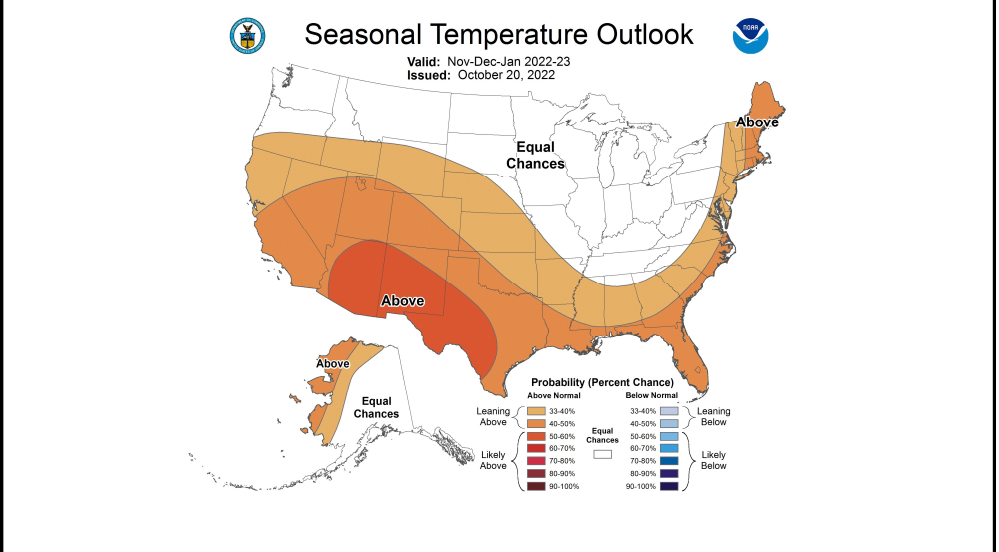 Seasonal Temperature Outlook
NOAA
Valid: Nov-Dec-Jan 2022-23
Issued: October 20, 2022
Above
Equal
Chances
Above
Above
Equal
Chances
Probability (Percent Chance)
Above Normal
Below Normal
Leaning
Above
33-40%
40-50%
Likely
Above
50-60%
60-70%
70-80%
80-90%
90-100%
Equal
Chances
33-40%
40-50%
Leaning
Below
50-60%
60-70%
70-80%
80-90%
90-100%
Likely
Below